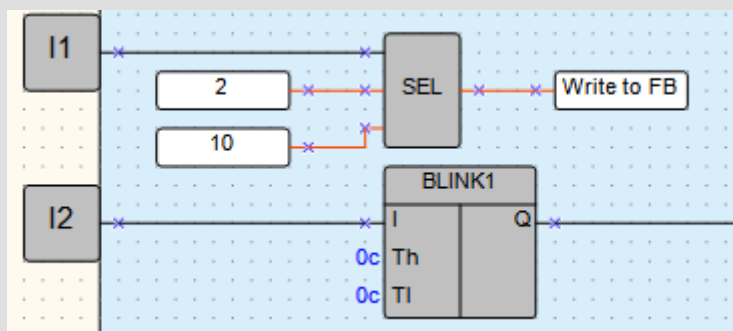 I1
2
SEL
Write to FB
10
BLINK1
I2
I
Q
0c
Th
0c
Tl